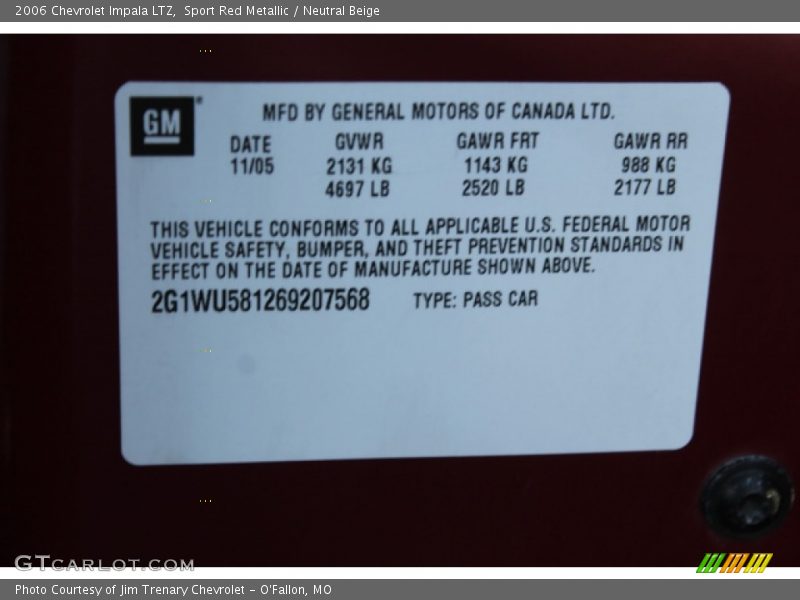 2006 Chevrolet Impala LTZ, Sport Red Metallic / Neutral Beige
GM
MFD BY GENERAL MOTORS OF CANADA LTD.
DATE GVWR GAWR FRT GAWR RR
11/05 2131 KG 1143 KG 988 KG
4697 LB 2520 LB 2177 LB
THIS VEHICLE CONFORMS TO ALL APPLICABLE U.S. FEDERAL MOTOR
VEHICLE SAFETY, BUMPER, AND THEFT PREVENTION STANDARDS IN
EFFECT ON THE DATE OF MANUFACTURE SHOWN ABOVE.
2G1WU581269207568 TYPE: PASS CAR
GTCARLOT.COM
Photo Courtesy of Jim Trenary Chevrolet - O'Fallon, MO